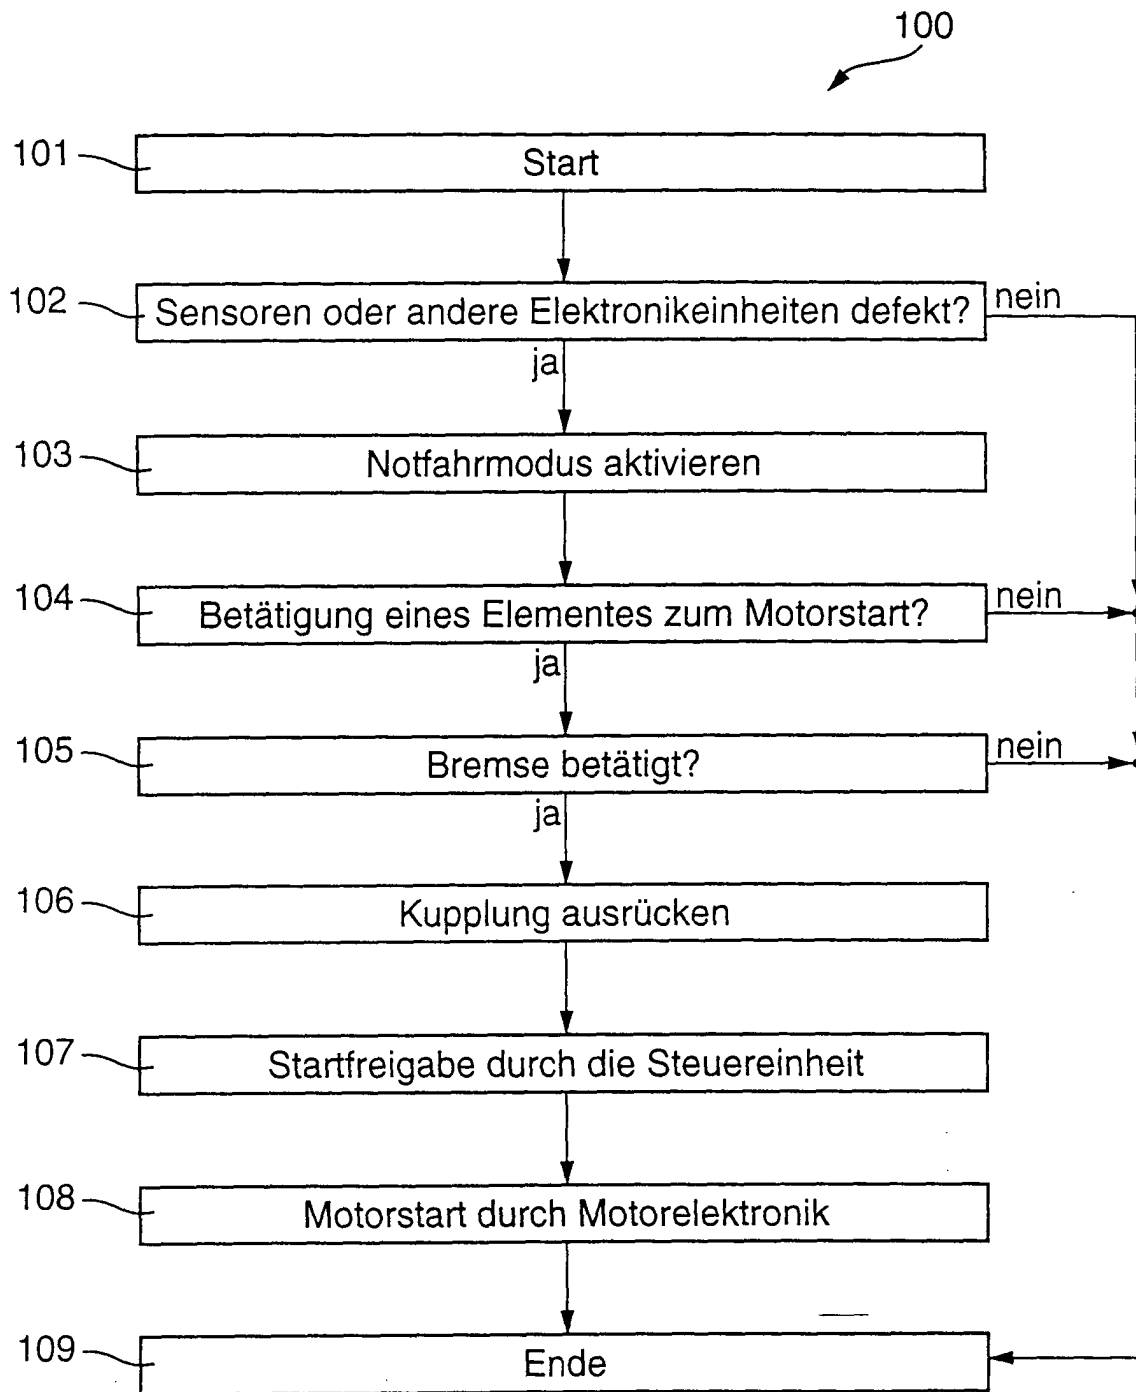 100
101
Start
102
Sensoren oder andere Elektronikeinheiten defekt?
nein
ja
103
Notfahrmodus aktivieren
104
Betätigung eines Elementes zum Motorstart?
nein
ja
105
Bremse betätigt?
nein
ja
106
Kupplung ausrücken
107
Startfreigabe durch die Steuereinheit
108
Motorstart durch Motorelektronik
109
Ende